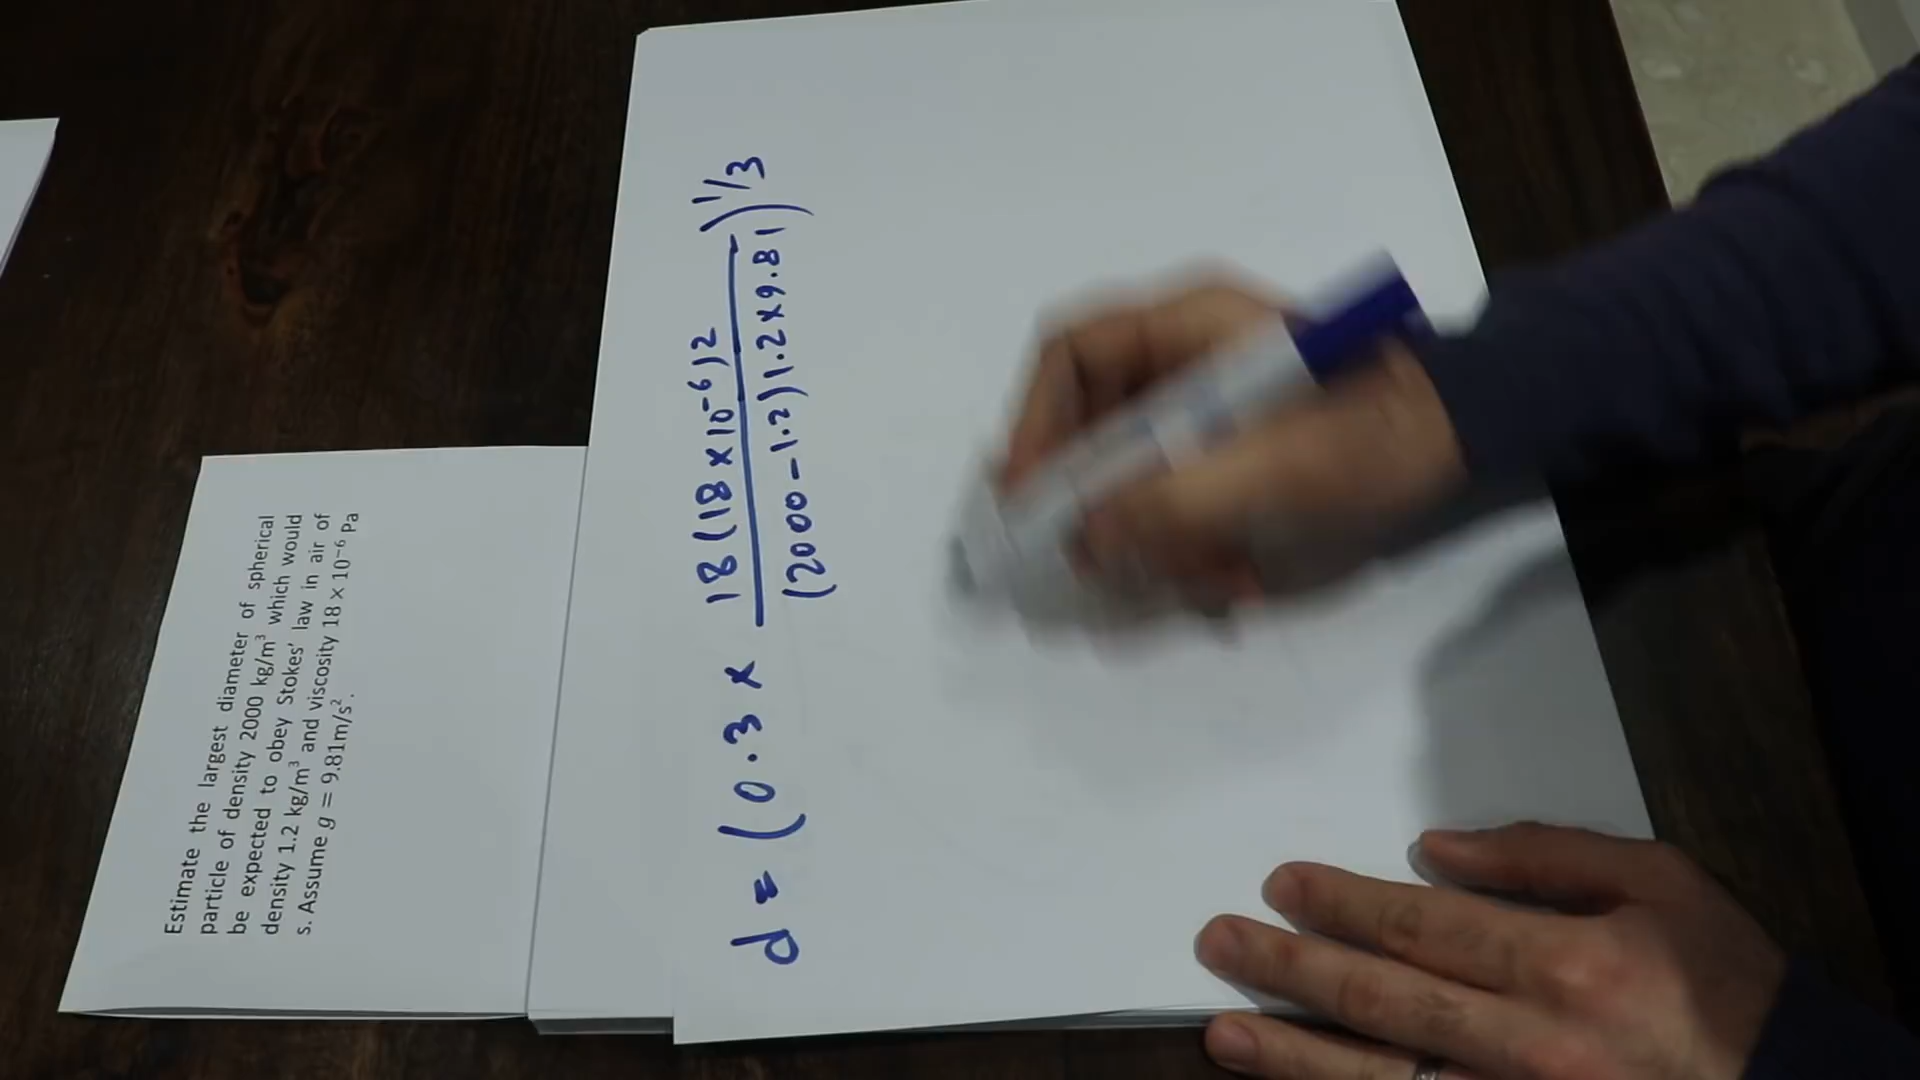 Estimate the largest diameter of spherical
particle of density 2000 kg/m³ which would
be expected to obey Stokes' law in air of
density 1.2 kg/m³ and viscosity 18 × 10⁻⁶ Pa
s. Assume g = 9.81m/s².
d = (0.3 × 18(18×10⁻⁶)2 / (2000-1.2)1.2×9.81)^1/3